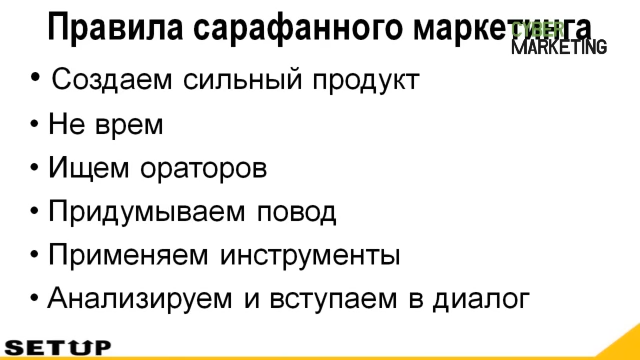 Правила сарафанного маркетинга
CYBER
MARKETING
• Создаем сильный продукт
• Не врем
• Ищем ораторов
• Придумываем повод
• Применяем инструменты
• Анализируем и вступаем в диалог
SETUP